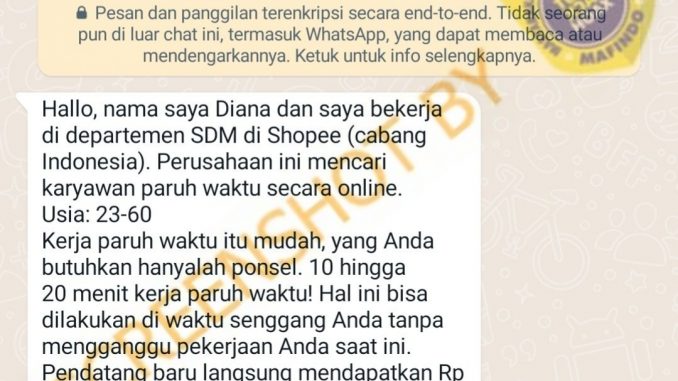 Pesan dan panggilan terenkripsi secara end-to-end. Tidak seorang
pun di luar chat ini, termasuk WhatsApp, yang dapat membaca atau
mendengarkannya. Ketuk untuk info selengkapnya.
MAFINDO
Hallo, nama saya Diana dan saya bekerja
di departemen SDM di Shopee (cabang
Indonesia). Perusahaan ini mencari
karyawan paruh waktu secara online.
Usia: 23-60
Kerja paruh waktu itu mudah, yang Anda
butuhkan hanyalah ponsel. 10 hingga
20 menit kerja paruh waktu! Hal ini bisa
dilakukan di waktu senggang Anda tanpa
mengganggu pekerjaan Anda saat ini.
Pendatang baru langsung mendapatkan Rp
REENSHOT BY